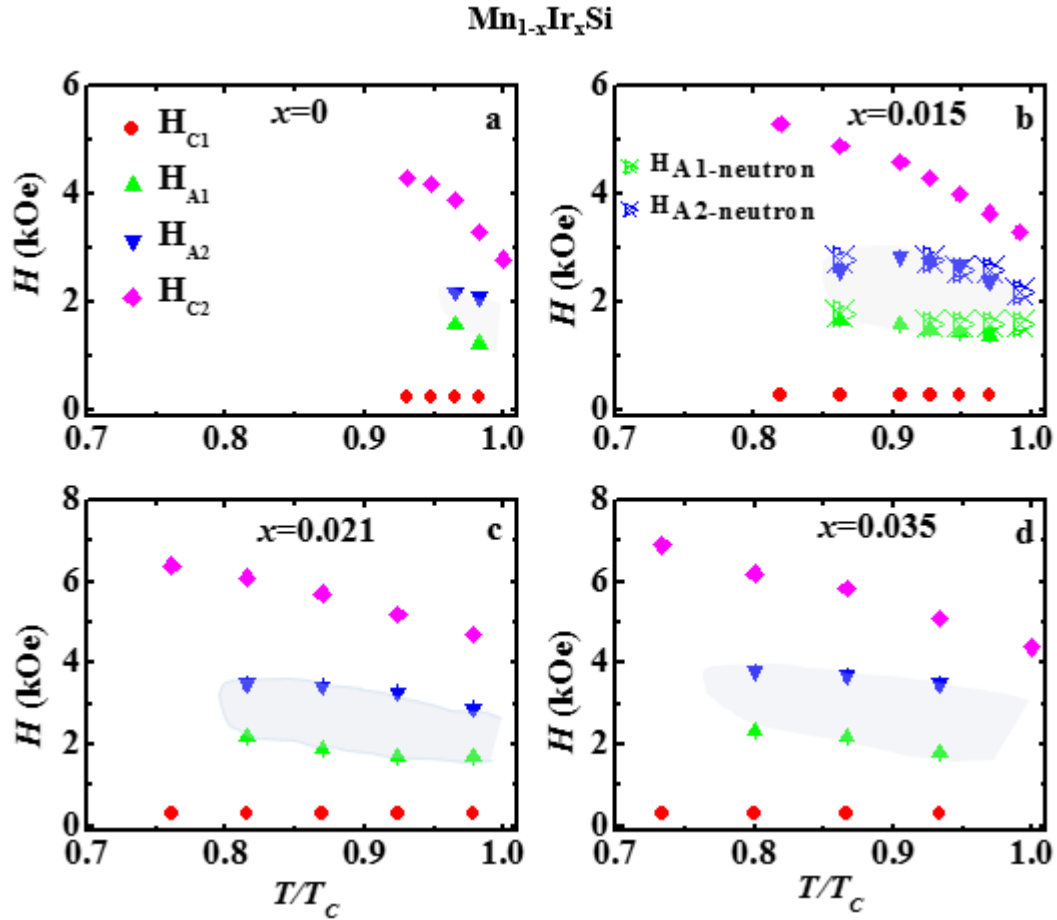 Mn1-xIrxSi
6
4
2
0
H (kOe)
x=0
a
HC1
HA1
HA2
HC2
0.7 0.8 0.9 1.0
6
4
2
0
H (kOe)
x=0.015
b
HA1-neutron
HA2-neutron
0.7 0.8 0.9 1.0
8
6
4
2
0
H (kOe)
x=0.021
c
0.7 0.8 0.9 1.0
T/TC
8
6
4
2
0
H (kOe)
x=0.035
d
0.7 0.8 0.9 1.0
T/TC